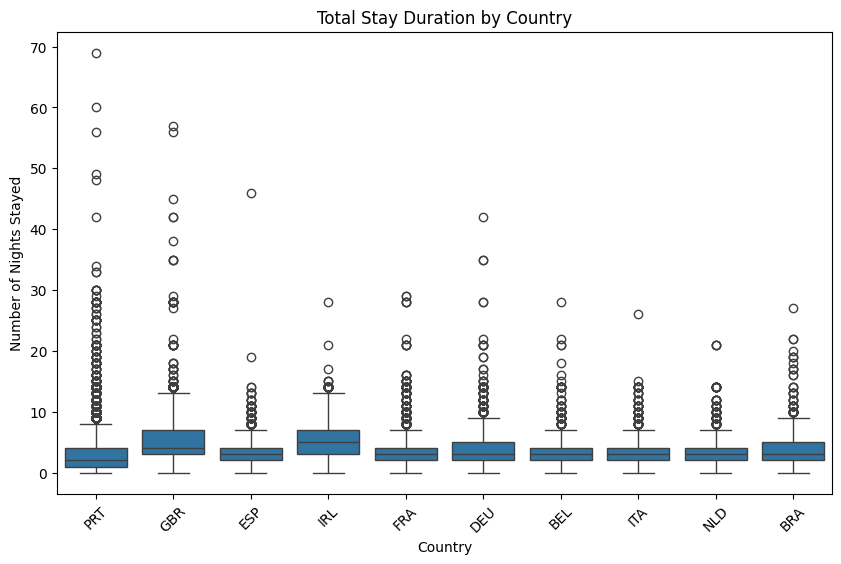 Total Stay Duration by Country
70
60
50
40
30
20
10
0
Number of Nights Stayed
PRT
GBR
ESP
IRL
FRA
DEU
BEL
ITA
NLD
BRA
Country